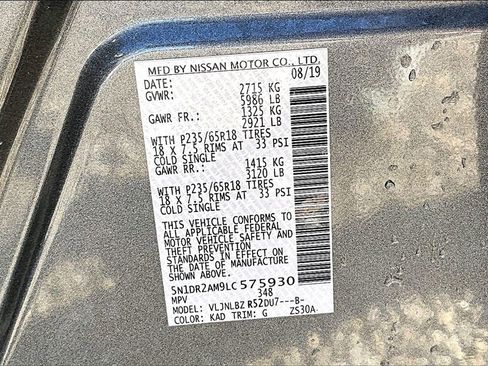 MFD BY NISSAN MOTOR CO., LTD.
DATE: 08/19
GVWR: 2715 KG
5986 LB
GAWR FR.: 1325 KG
2921 LB
WITH P235/65R18 TIRES
18 X 7.5 RIMS AT 33 PSI
COLD SINGLE
GAWR RR.: 1415 KG
3120 LB
WITH P235/65R18 TIRES
18 X 7.5 RIMS AT 33 PSI
COLD SINGLE
THIS VEHICLE CONFORMS TO
ALL APPLICABLE FEDERAL
MOTOR VEHICLE SAFETY AND
THEFT PREVENTION
STANDARDS IN EFFECT ON
THE DATE OF MANUFACTURE
SHOWN ABOVE.
5N1DR2AM9LC575930
MPV 348
MODEL: VLJNLBZ R52DU7---B-
COLOR: KAD TRIM: G ZS30A